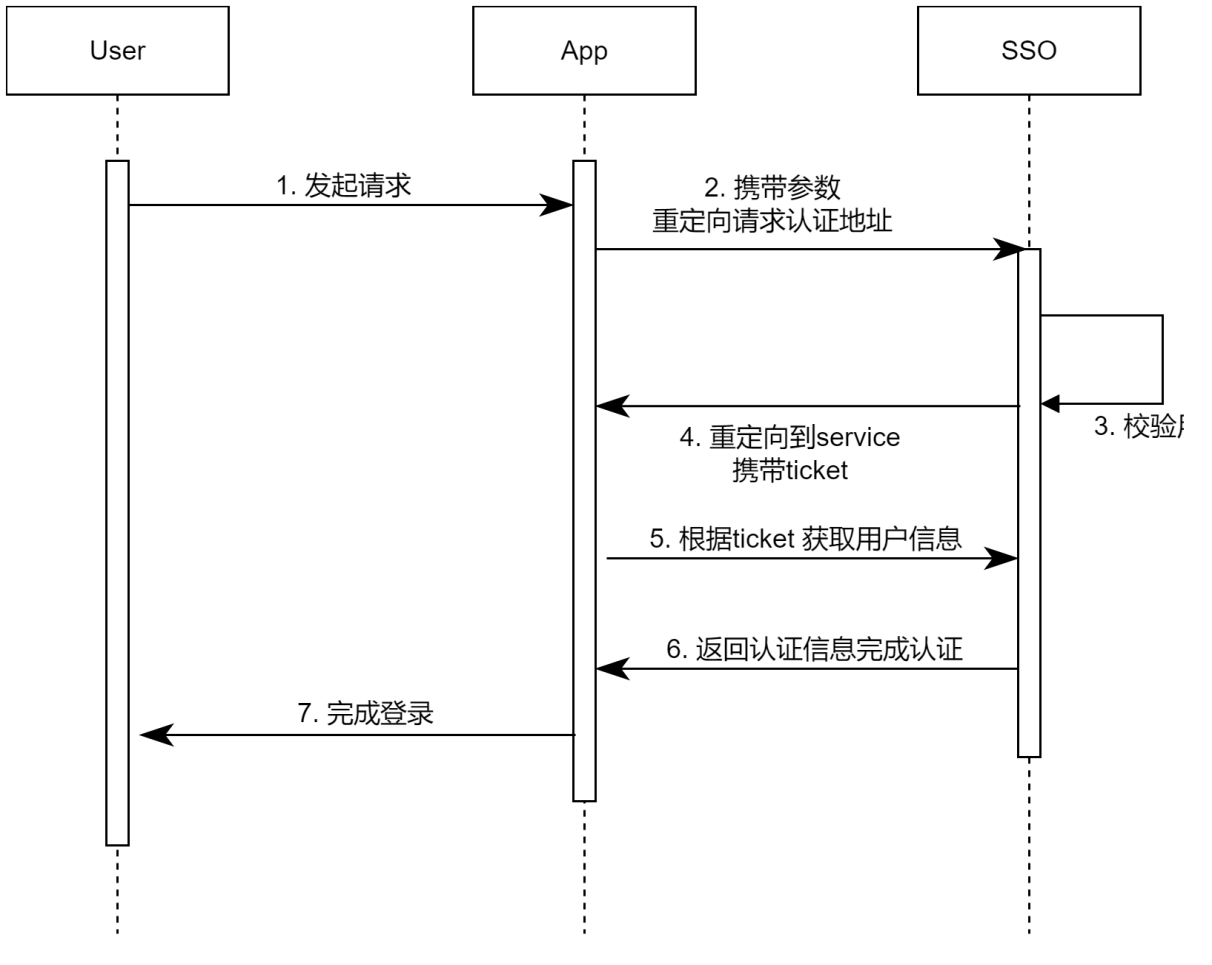 User
App
SSO
1. 发起请求
2. 携带参数
重定向请求认证地址
3. 校验
4. 重定向到service
携带ticket
5. 根据ticket 获取用户信息
6. 返回认证信息完成认证
7. 完成登录